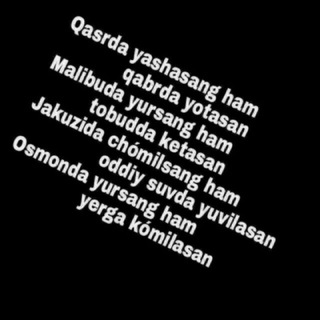 Qasrda yashasang ham
qabrda yotasan
Malibuda yursang ham
tobudda ketasan
Jakuzida chómilsang ham
oddiy suvda yuvilasan
Osmonda yursang ham
yerga kómilasan